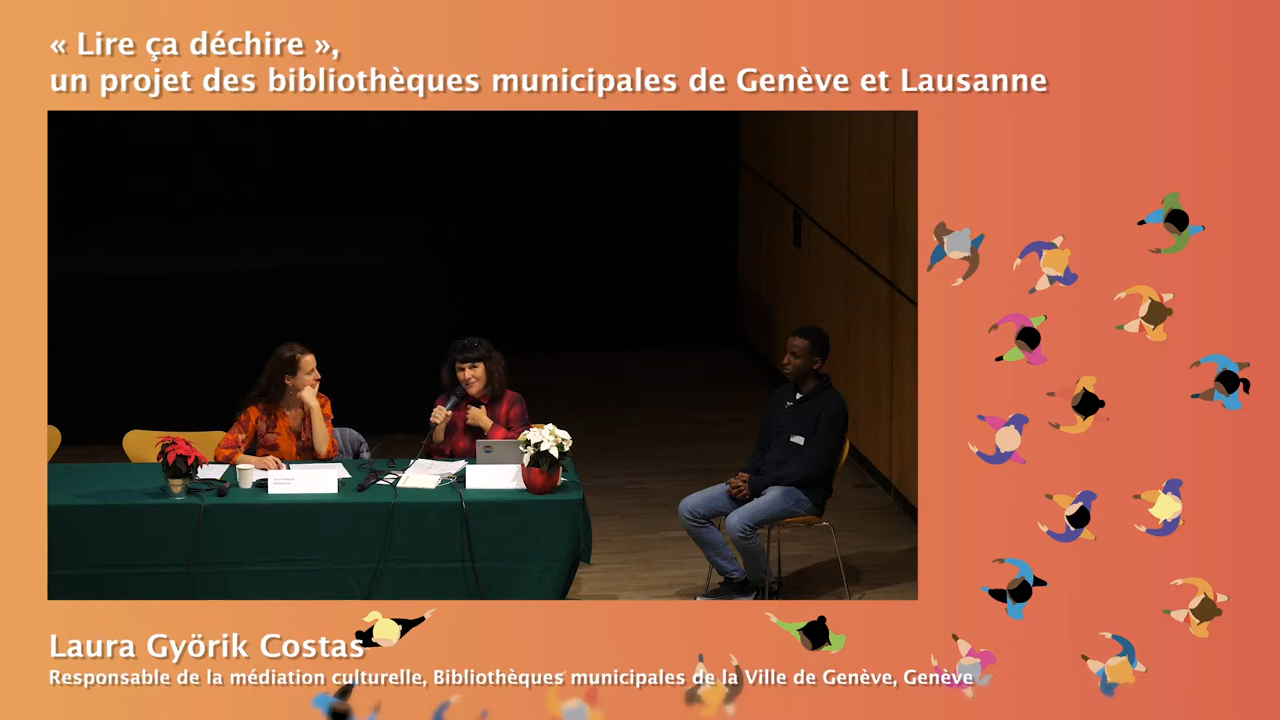 « Lire ça déchire »,
un projet des bibliothèques municipales de Genève et Lausanne
Laura Györik Costas
Responsable de la médiation culturelle, Bibliothèques municipales de la Ville de Genève, Genève